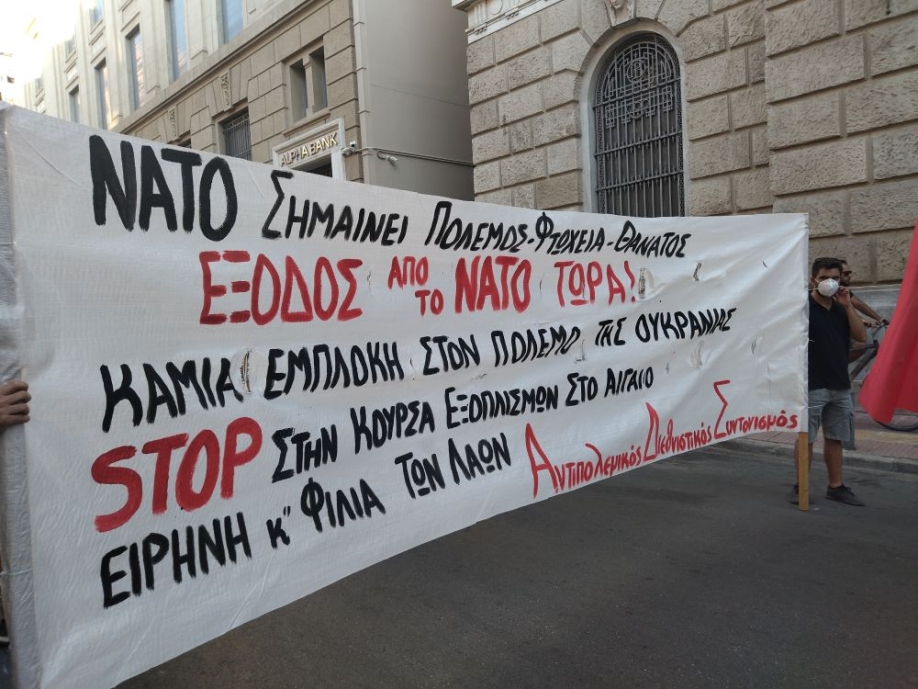 ALPHA BANK
ΝΑΤΟ ΣΗΜΑΙΝΕΙ ΠΟΛΕΜΟΣ-ΦΤΩΧΕΙΑ-ΘΑΝΑΤΟΣ
ΕΞΟΔΟΣ ΑΠΟ ΤΟ ΝΑΤΟ ΤΩΡΑ!
ΚΑΜΙΑ ΕΜΠΛΟΚΗ ΣΤΟΝ ΠΟΛΕΜΟ ΤΗΣ ΟΥΚΡΑΝΙΑΣ
STOP ΣΤΗΝ ΚΟΥΡΣΑ ΕΞΟΠΛΙΣΜΩΝ ΣΤΟ ΑΙΓΑΙΟ
ΕΙΡΗΝΗ Κ" ΦΙΛΙΑ ΤΩΝ ΛΑΩΝ Αντιπολεμικός Διεθνιστικός Συντονισμός